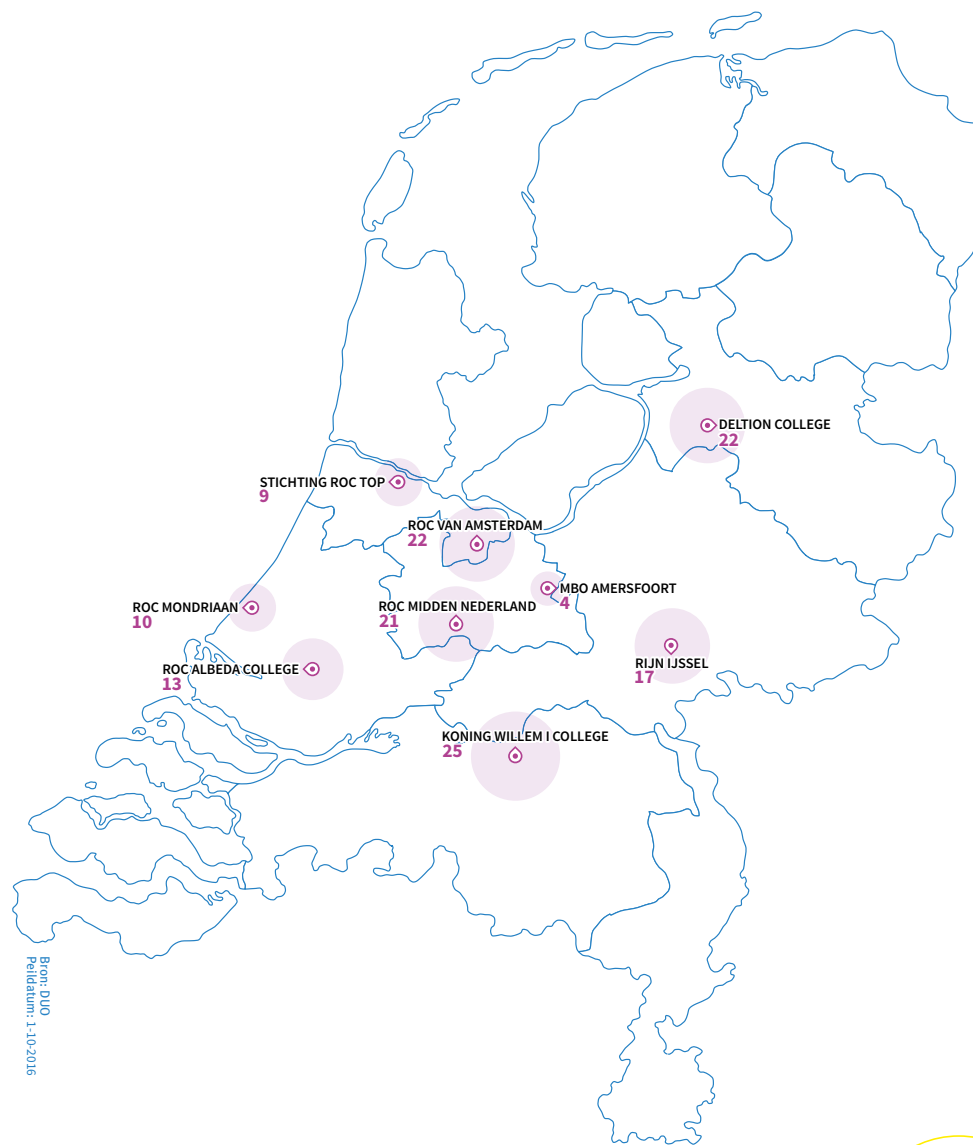 DELTION COLLEGE
22
STICHTING ROC TOP
9
ROC VAN AMSTERDAM
22
MBO AMERSFOORT
4
ROC MONDRIAAN
10
ROC MIDDEN NEDERLAND
21
RIJN IJSSEL
17
ROC ALBEDA COLLEGE
13
KONING WILLEM I COLLEGE
25
Bron: DUO
Peildatum: 1-10-2016